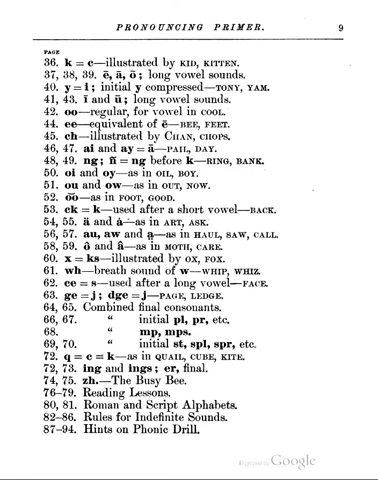 PRONOUNCING PRIMER. 9
PAGE
36. k = c—illustrated by KID, KITTEN.
37, 38, 39. ē, ā, ō; long vowel sounds.
40. y = i; initial y compressed—TONY, YAM.
41, 43. ī and ū; long vowel sounds.
42. oo—regular, for vowel in COOL.
44. ee—equivalent of ē—BEE, FEET.
45. ch—illustrated by CHAN, CHOPS.
46, 47. ai and ay = ā—PAIL, DAY.
48, 49. ng; ñ = ng before k—RING, BANK.
50. oi and oy—as in OIL, BOY.
51. ou and ow—as in OUT, NOW.
52. o͝o—as in FOOT, GOOD.
53. ck = k—used after a short vowel—BACK.
54, 55. ä and ȧ—as in ART, ASK.
56, 57. au, aw and a̤—as in HAUL, SAW, CALL.
58, 59. ô and â—as in MOTH, CARE.
60. x = ks—illustrated by OX, FOX.
61. wh—breath sound of w—WHIP, WHIZ.
62. ce = s—used after a long vowel—FACE.
63. ge = j; dge = j—PAGE, LEDGE.
64, 65. Combined final consonants.
66, 67. " initial pl, pr, etc.
68. " mp, mps.
69, 70. " initial st, spl, spr, etc.
72. q = c = k—as in QUAIL, CUBE, KITE.
72, 73. ing and ings; er, final.
74, 75. zh.—The Busy Bee.
76–79. Reading Lessons.
80, 81. Roman and Script Alphabets.
82–86. Rules for Indefinite Sounds.
87–94. Hints on Phonic Drill.
Digitized by Google